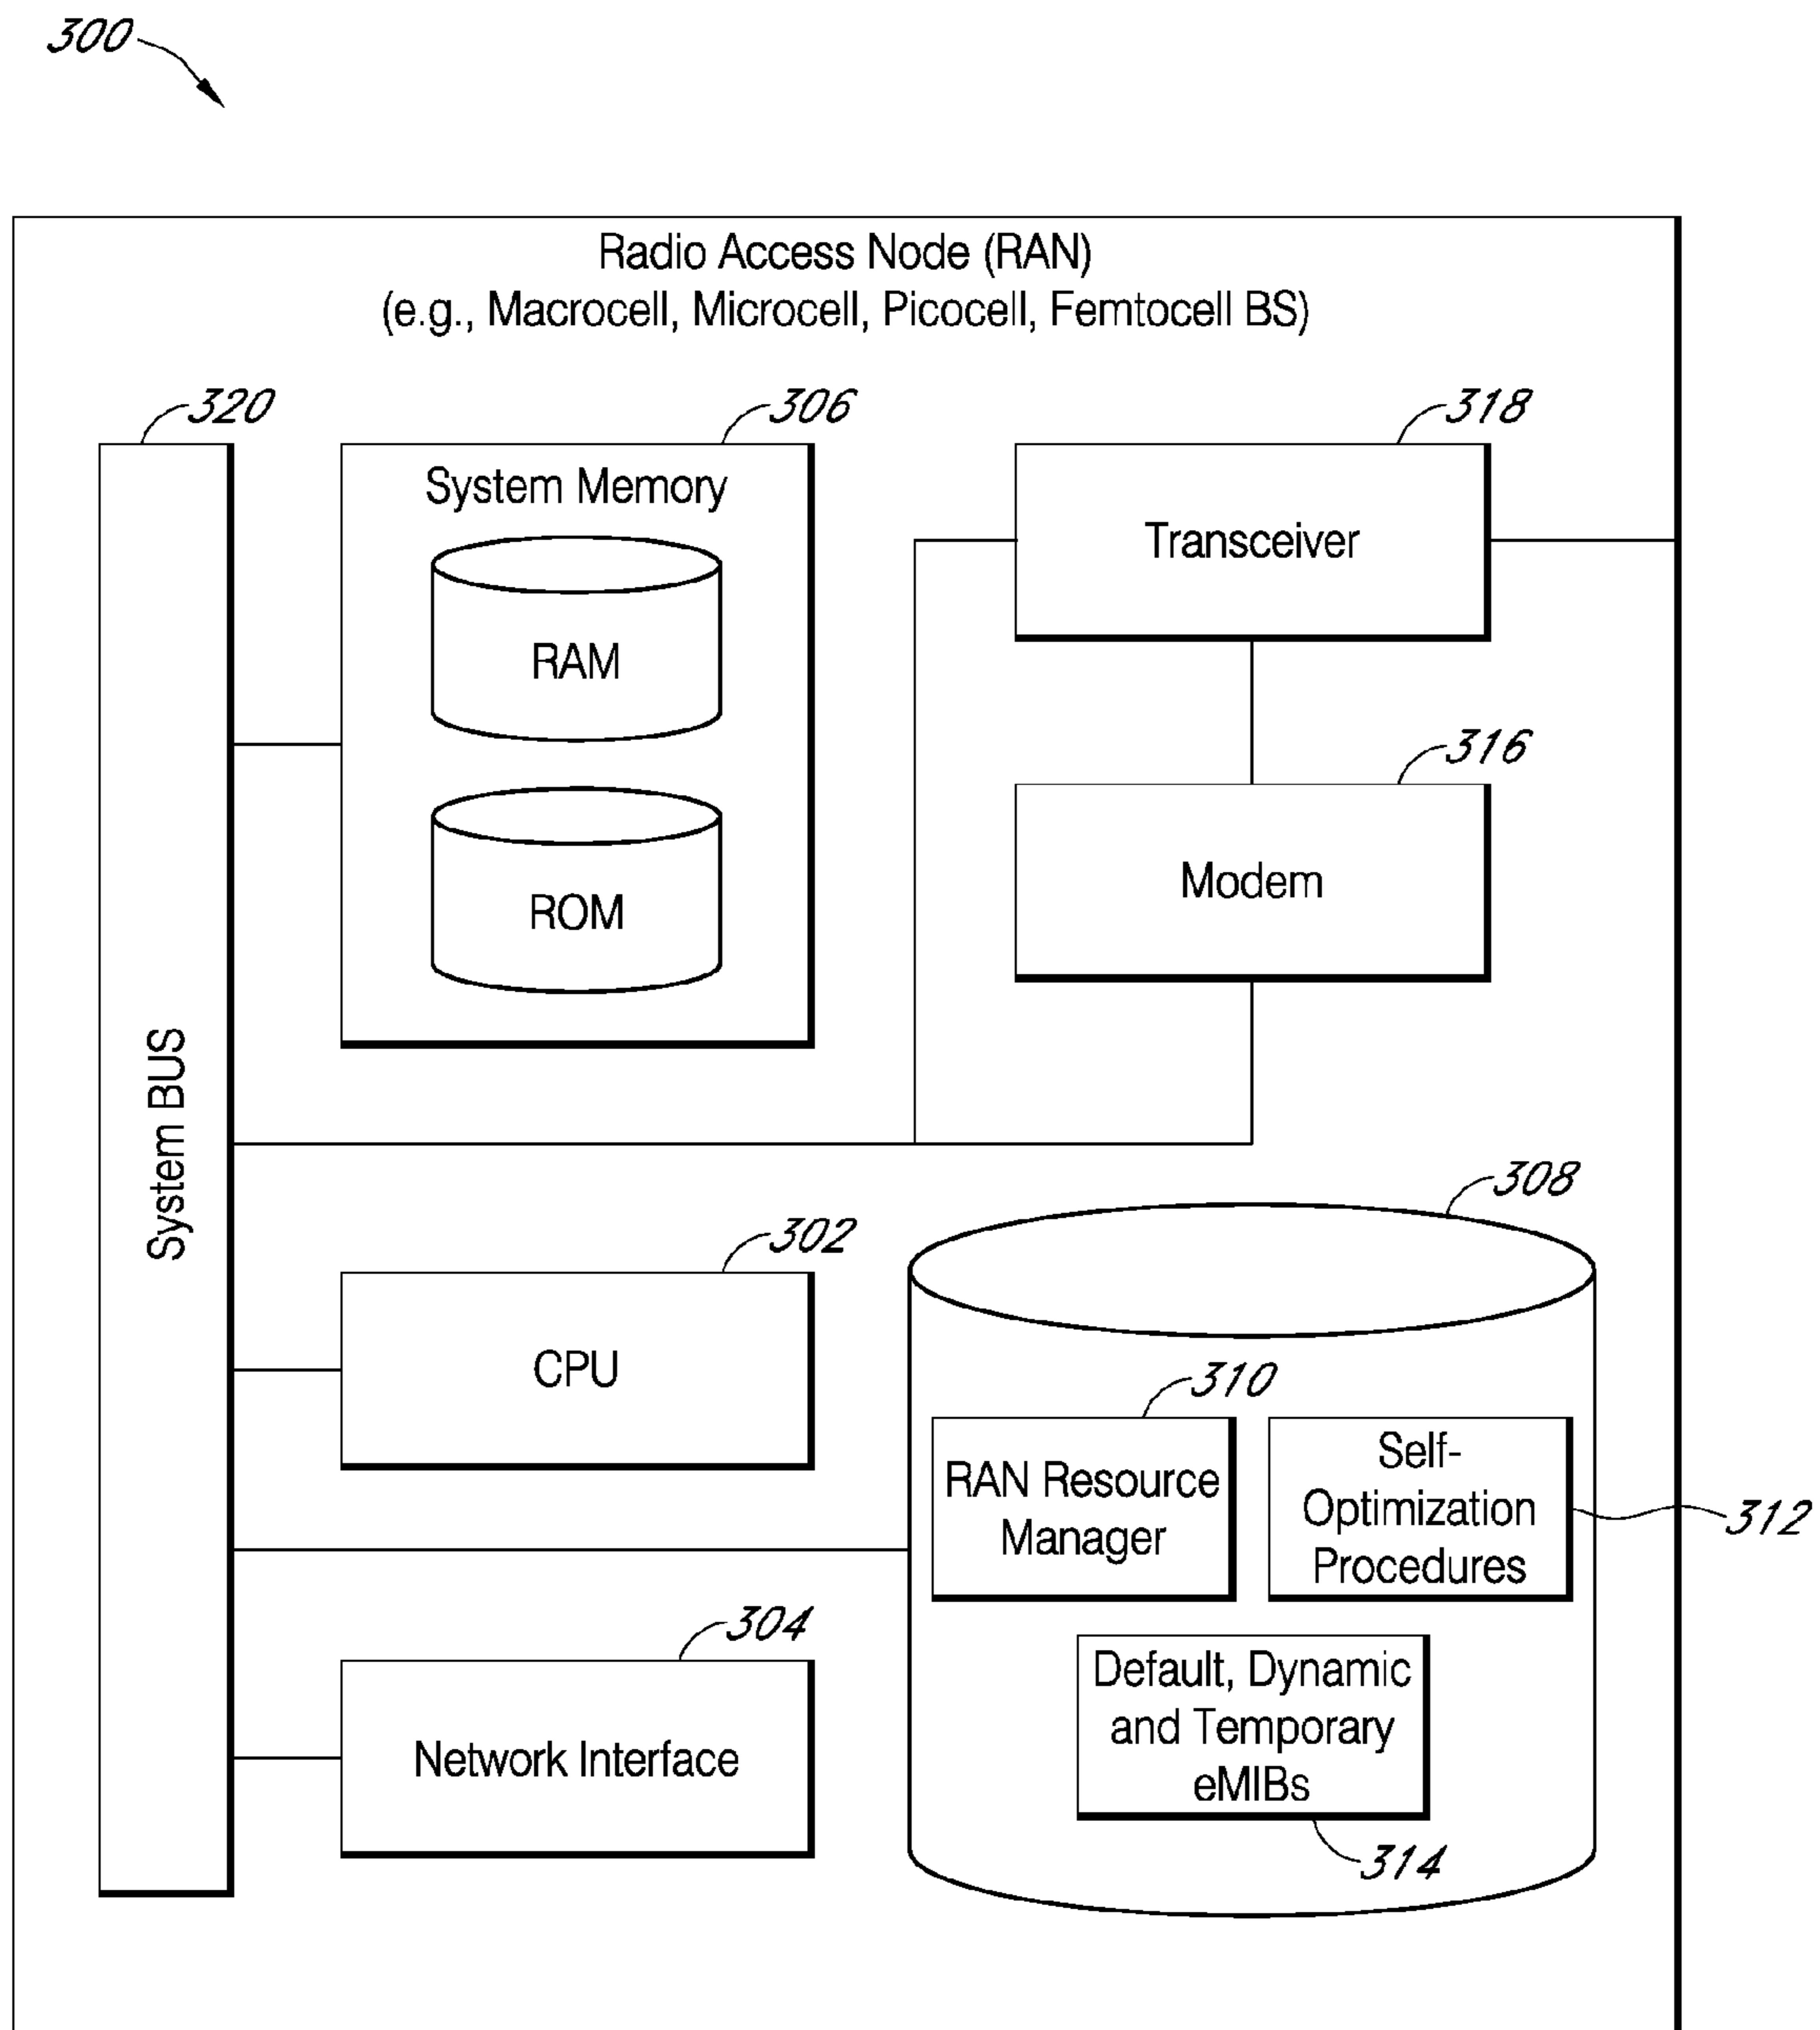 300
Radio Access Node (RAN)
(e.g., Macrocell, Microcell, Picocell, Femtocell BS)
320
306
318
System Memory
Transceiver
RAM
316
Modem
ROM
System BUS
308
302
CPU
310
RAN Resource
Manager
Self-
Optimization
Procedures
312
304
Network Interface
Default, Dynamic
and Temporary
eMIBs
314